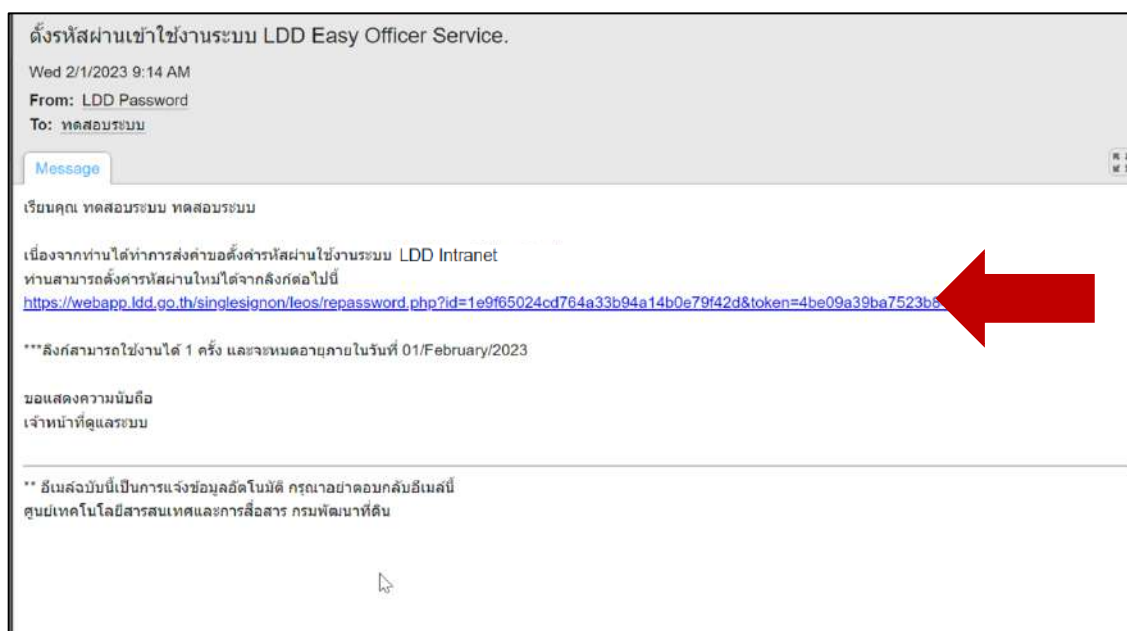 ตั้งรหัสผ่านเข้าใช้งานระบบ LDD Easy Officer Service.
Wed 2/1/2023 9:14 AM
From: LDD Password
To: ทดสอบระบบ
Message
เรียนคุณ ทดสอบระบบ ทดสอบระบบ
เนื่องจากท่านได้ทำการส่งคำขอตั้งค่ารหัสผ่านใช้งานระบบ LDD Intranet
ท่านสามารถตั้งค่ารหัสผ่านใหม่ได้จากลิงก์ต่อไปนี้
https://webapp.ldd.go.th/singlesignon/leos/repassword.php?id=1e9f65024cd764a33b94a14b0e79f42d&token=4be09a39ba7523b8
***ลิงก์สามารถใช้งานได้ 1 ครั้ง และจะหมดอายุภายในวันที่ 01/February/2023
ขอแสดงความนับถือ
เจ้าหน้าที่ดูแลระบบ
** อีเมล์ฉบับนี้เป็นการแจ้งข้อมูลอัตโนมัติ กรุณาอย่าตอบกลับอีเมล์นี้
ศูนย์เทคโนโลยีสารสนเทศและการสื่อสาร กรมพัฒนาที่ดิน